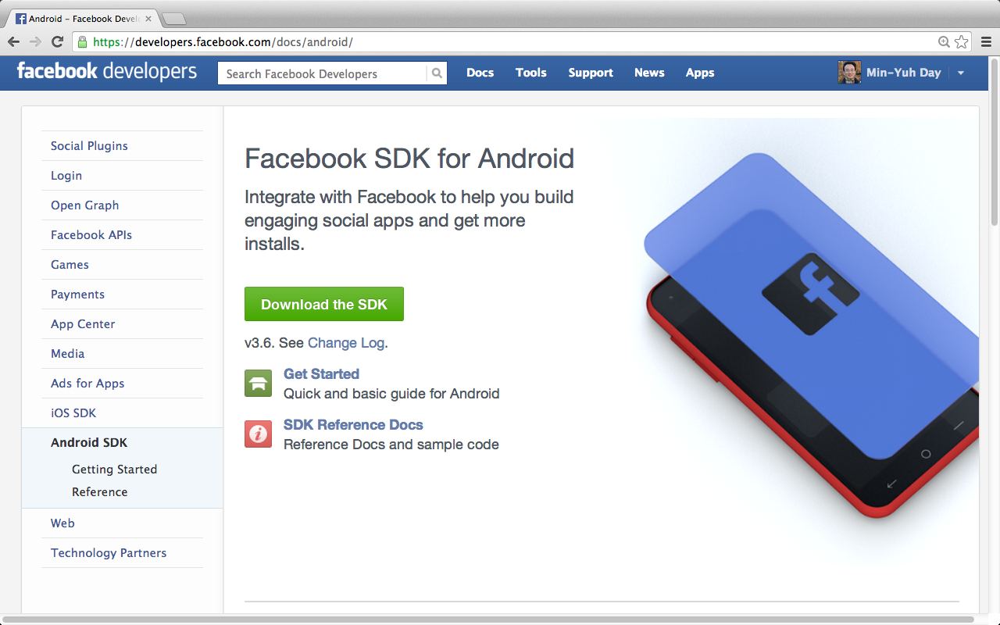 Android – Facebook Devel
https://developers.facebook.com/docs/android/
facebook developers
Search Facebook Developers
Docs
Tools
Support
News
Apps
Min-Yuh Day
Social Plugins
Login
Open Graph
Facebook APIs
Games
Payments
App Center
Media
Ads for Apps
iOS SDK
Android SDK
Getting Started
Reference
Web
Technology Partners
Facebook SDK for Android
Integrate with Facebook to help you build
engaging social apps and get more
installs.
Download the SDK
v3.6. See Change Log.
Get Started
Quick and basic guide for Android
SDK Reference Docs
Reference Docs and sample code